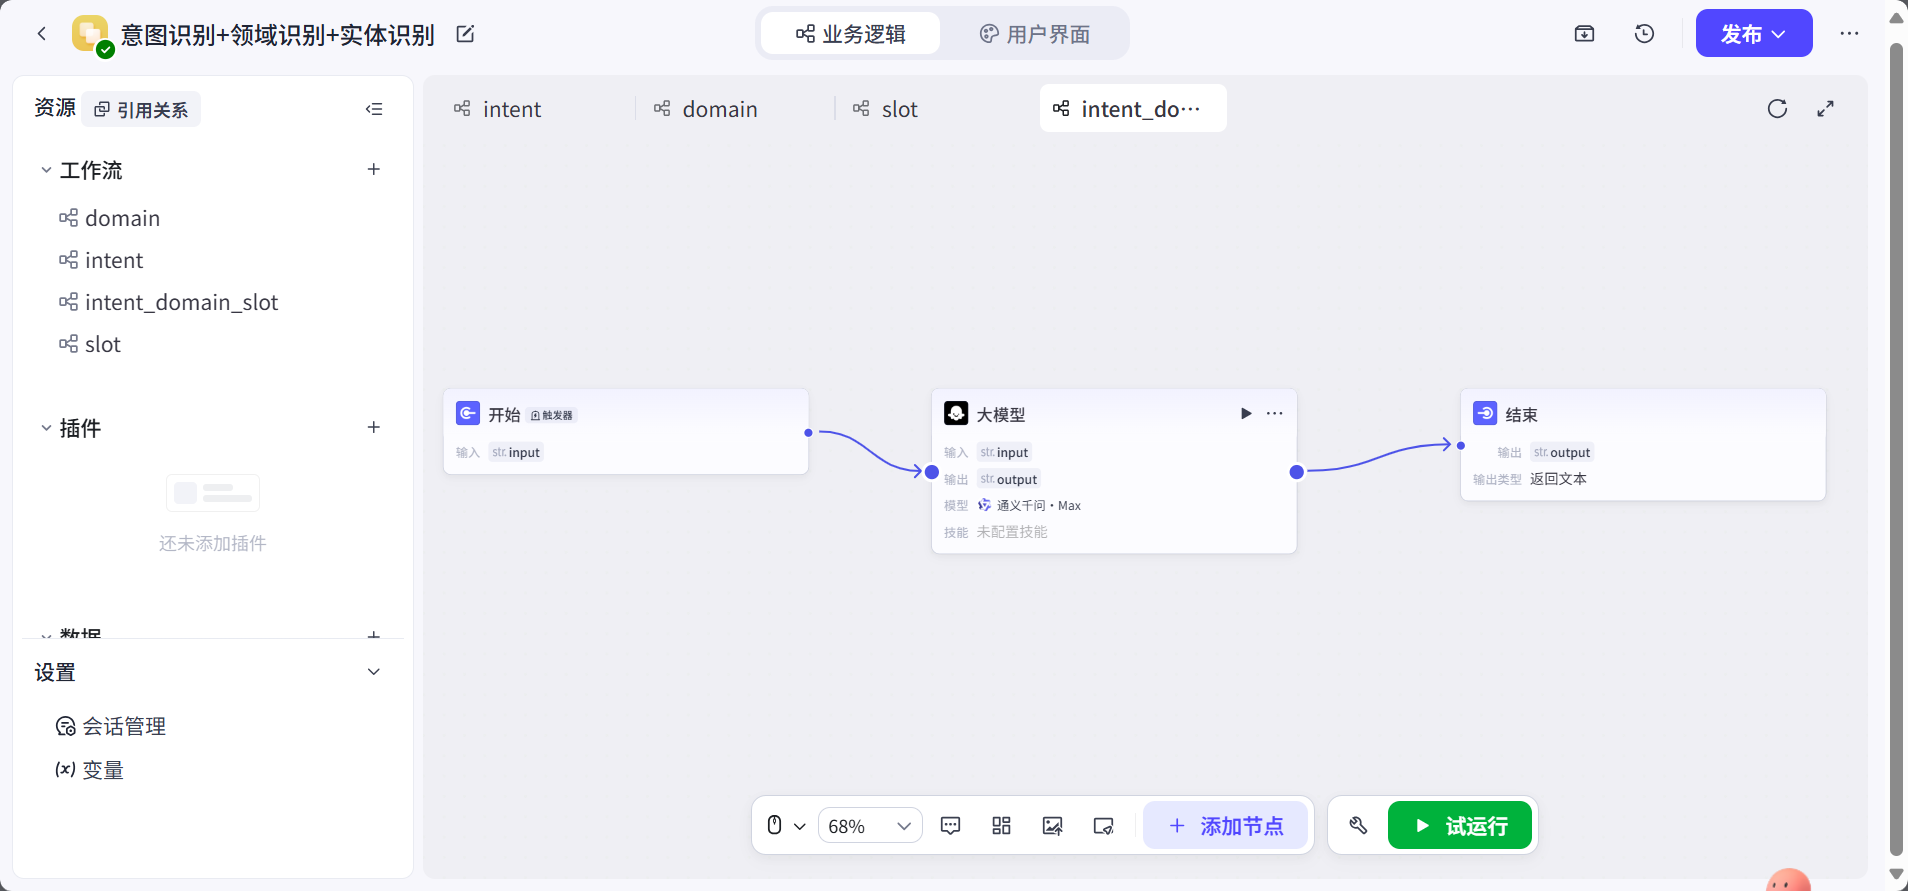 意图识别+领域识别+实体识别
业务逻辑
用户界面
发布
资源
引用关系
工作流
domain
intent
intent_domain_slot
slot
插件
还未添加插件
数据
设置
会话管理
变量
intent
domain
slot
intent_do···
开始
触发器
输入 str. input
大模型
输入 str. input
输出 str. output
模型 通义千问·Max
技能 未配置技能
结束
输出 str. output
输出类型 返回文本
68%
添加节点
试运行